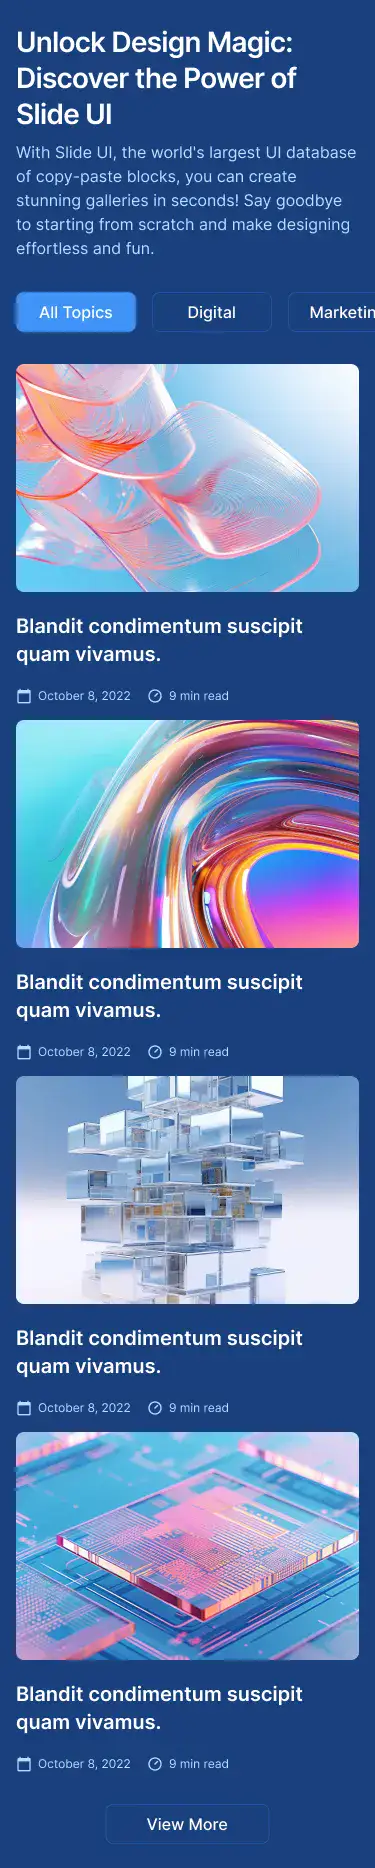 Unlock Design Magic:
Discover the Power of
Slide UI
With Slide UI, the world's largest UI database
of copy-paste blocks, you can create
stunning galleries in seconds! Say goodbye
to starting from scratch and make designing
effortless and fun.
All Topics
Digital
Marketin
Blandit condimentum suscipit
quam vivamus.
October 8, 2022
9 min read
Blandit condimentum suscipit
quam vivamus.
October 8, 2022
9 min read
Blandit condimentum suscipit
quam vivamus.
October 8, 2022
9 min read
Blandit condimentum suscipit
quam vivamus.
October 8, 2022
9 min read
View More